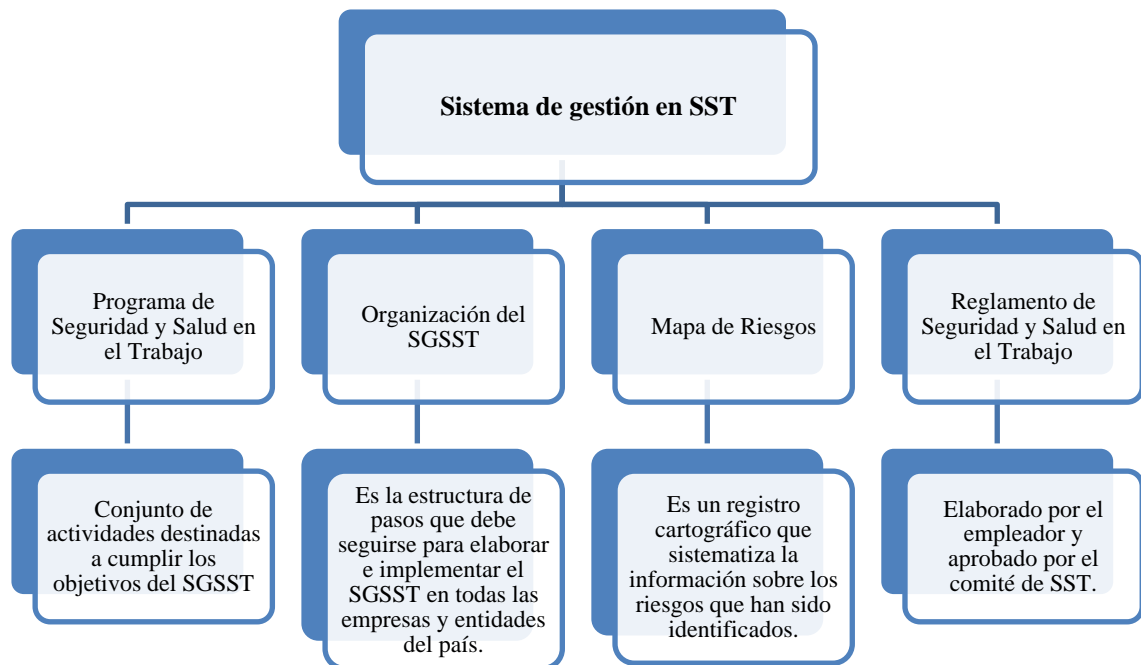 Sistema de gestión en SST
Programa de
Seguridad y Salud en
el Trabajo
Organización del
SGSST
Mapa de Riesgos
Reglamento de
Seguridad y Salud en
el Trabajo
Conjunto de
actividades destinadas
a cumplir los
objetivos del SGSST
Es la estructura de
pasos que debe
seguirse para elaborar
e implementar el
SGSST en todas las
empresas y entidades
del país.
Es un registro
cartográfico que
sistematiza la
información sobre los
riesgos que han sido
identificados.
Elaborado por el
empleador y
aprobado por el
comité de SST.